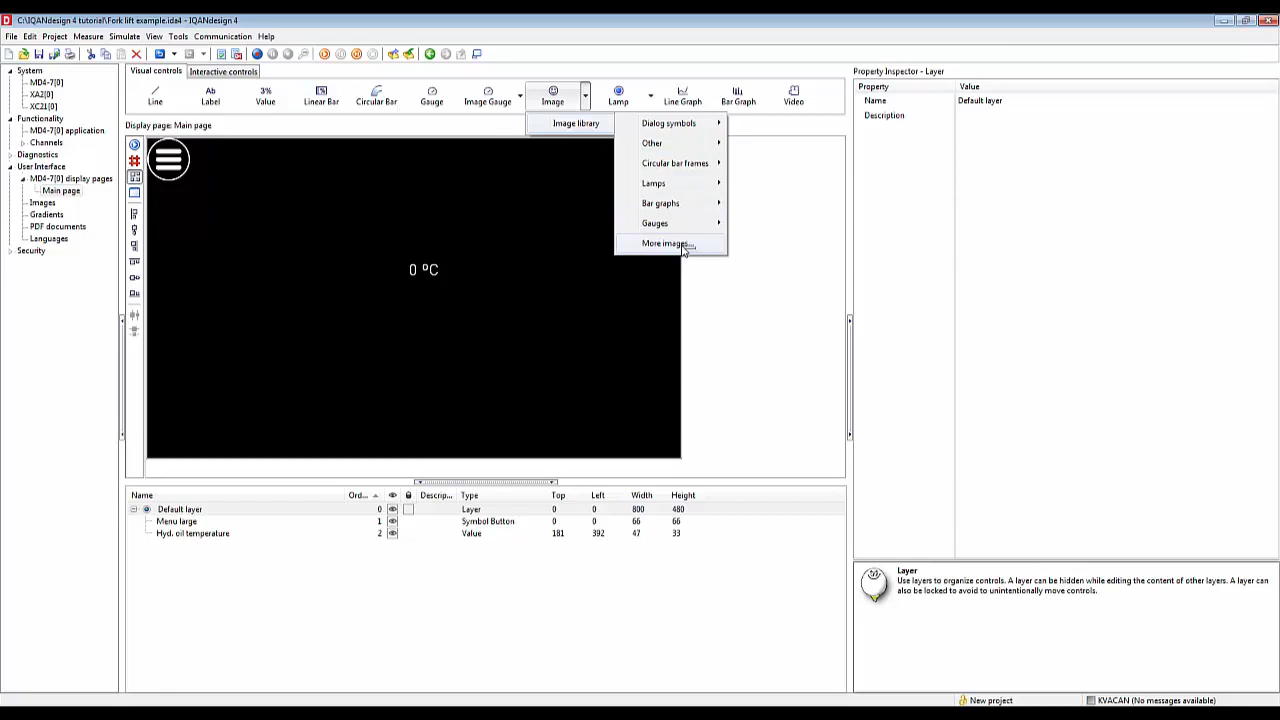 C:\IQANdesign 4 tutorial\Fork lift example.ida4 - IQANdesign 4
File Edit Project Measure Simulate View Tools Communication Help
System
MD4-7[0]
XA2[0]
XC21[0]
Functionality
MD4-7[0] application
Channels
Diagnostics
User Interface
MD4-7[0] display pages
Main page
Images
Gradients
PDF documents
Languages
Security
Visual controls Interactive controls
Line Label Value Linear Bar Circular Bar Gauge Image Gauge Image Lamp Line Graph Bar Graph Video
Ab 3%
Display page: Main page
Image library
Dialog symbols
Other
Circular bar frames
Lamps
Bar graphs
Gauges
More images...
0 ºC
Name Ord... Descrip... Type Top Left Width Height
Default layer 0 Layer 0 0 800 480
Menu large 1 Symbol Button 0 0 66 66
Hyd. oil temperature 2 Value 181 392 47 33
Property Inspector - Layer
Property Value
Name Default layer
Description
Layer
Use layers to organize controls. A layer can be hidden while editing the content of other layers. A layer can
also be locked to avoid to unintentionally move controls.
New project KVACAN (No messages available)